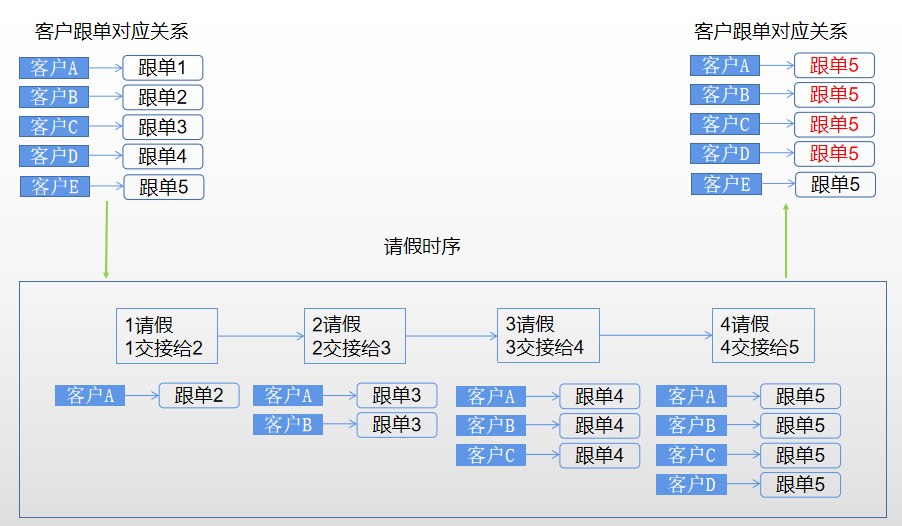 客户跟单对应关系
客户A 跟单1
客户B 跟单2
客户C 跟单3
客户D 跟单4
客户E 跟单5
客户跟单对应关系
客户A 跟单5
客户B 跟单5
客户C 跟单5
客户D 跟单5
客户E 跟单5
请假时序
1请假
1交接给2
2请假
2交接给3
3请假
3交接给4
4请假
4交接给5
客户A 跟单2
客户A 跟单3
客户B 跟单3
客户A 跟单4
客户B 跟单4
客户C 跟单4
客户A 跟单5
客户B 跟单5
客户C 跟单5
客户D 跟单5